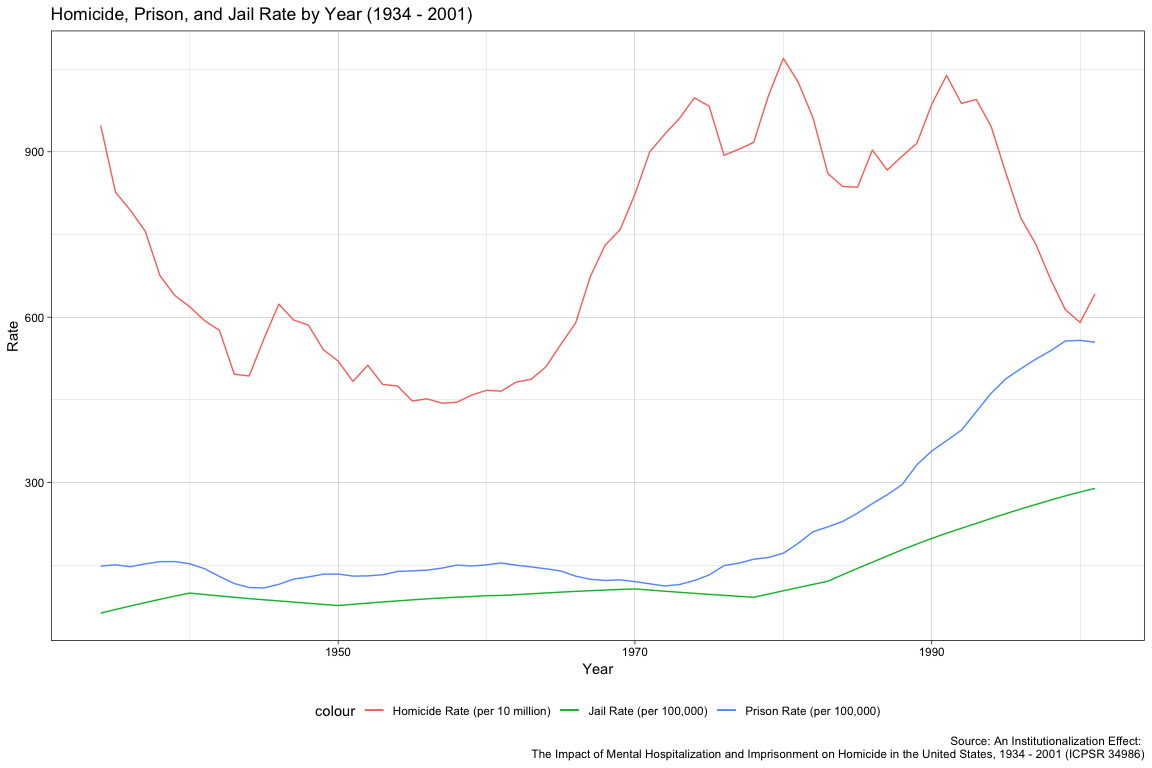 Homicide, Prison, and Jail Rate by Year (1934 - 2001)
900
600
300
Rate
1950
1970
1990
Year
colour
Homicide Rate (per 10 million)
Jail Rate (per 100,000)
Prison Rate (per 100,000)
Source: An Institutionalization Effect:
The Impact of Mental Hospitalization and Imprisonment on Homicide in the United States, 1934 - 2001 (ICPSR 34986)